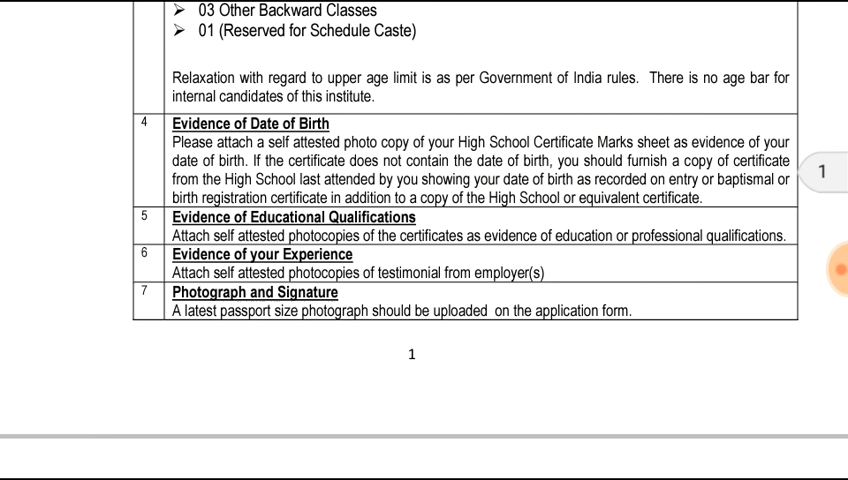 ➢ 03 Other Backward Classes
➢ 01 (Reserved for Schedule Caste)
Relaxation with regard to upper age limit is as per Government of India rules. There is no age bar for
internal candidates of this institute.
4 Evidence of Date of Birth
Please attach a self attested photo copy of your High School Certificate Marks sheet as evidence of your
date of birth. If the certificate does not contain the date of birth, you should furnish a copy of certificate
from the High School last attended by you showing your date of birth as recorded on entry or baptismal or
birth registration certificate in addition to a copy of the High School or equivalent certificate.
5 Evidence of Educational Qualifications
Attach self attested photocopies of the certificates as evidence of education or professional qualifications.
6 Evidence of your Experience
Attach self attested photocopies of testimonial from employer(s)
7 Photograph and Signature
A latest passport size photograph should be uploaded on the application form.
1
1